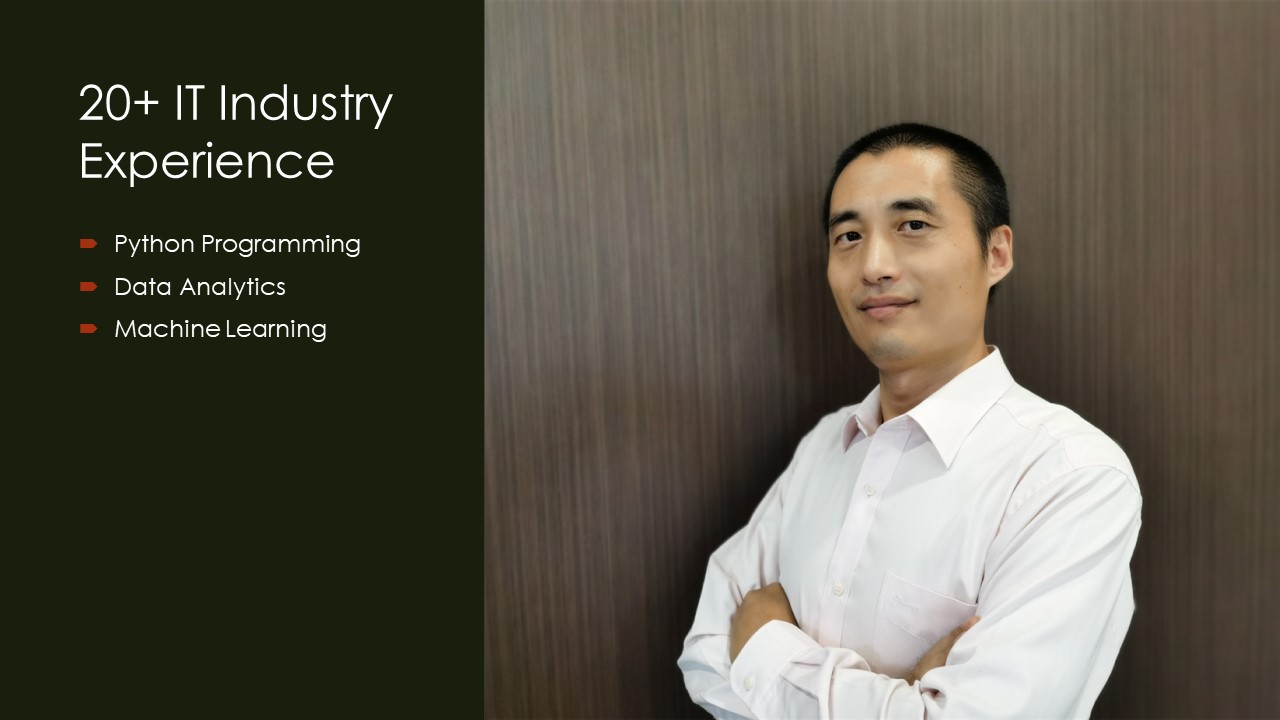 20+ IT Industry
Experience
Python Programming
Data Analytics
Machine Learning